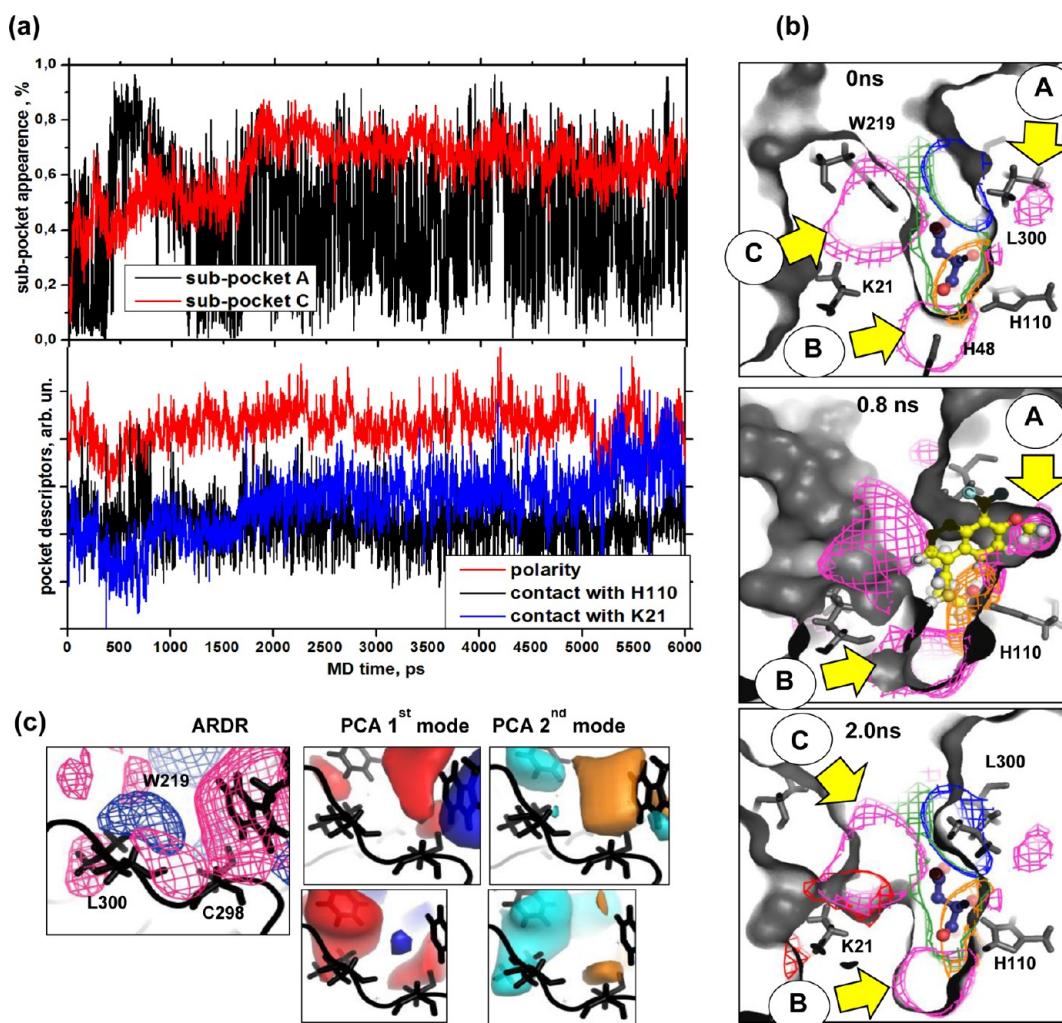 (a)
sub-pocket appearence , %
1,0
0,8
0,6
0,4
0,2
0,0
sub-pocket A
sub-pocket C
pocket descriptors, arb. un.
polarity
contact with H110
contact with K21
0 500 1000 1500 2000 2500 3000 3500 4000 4500 5000 5500 6000
MD time, ps
(b)
0ns
A
W219
L300
C
K21
H110
B
H48
0.8 ns
A
H110
B
C
2.0ns
L300
K21
H110
B
(c)
ARDR
W219
L300
C298
PCA 1st mode
PCA 2nd mode